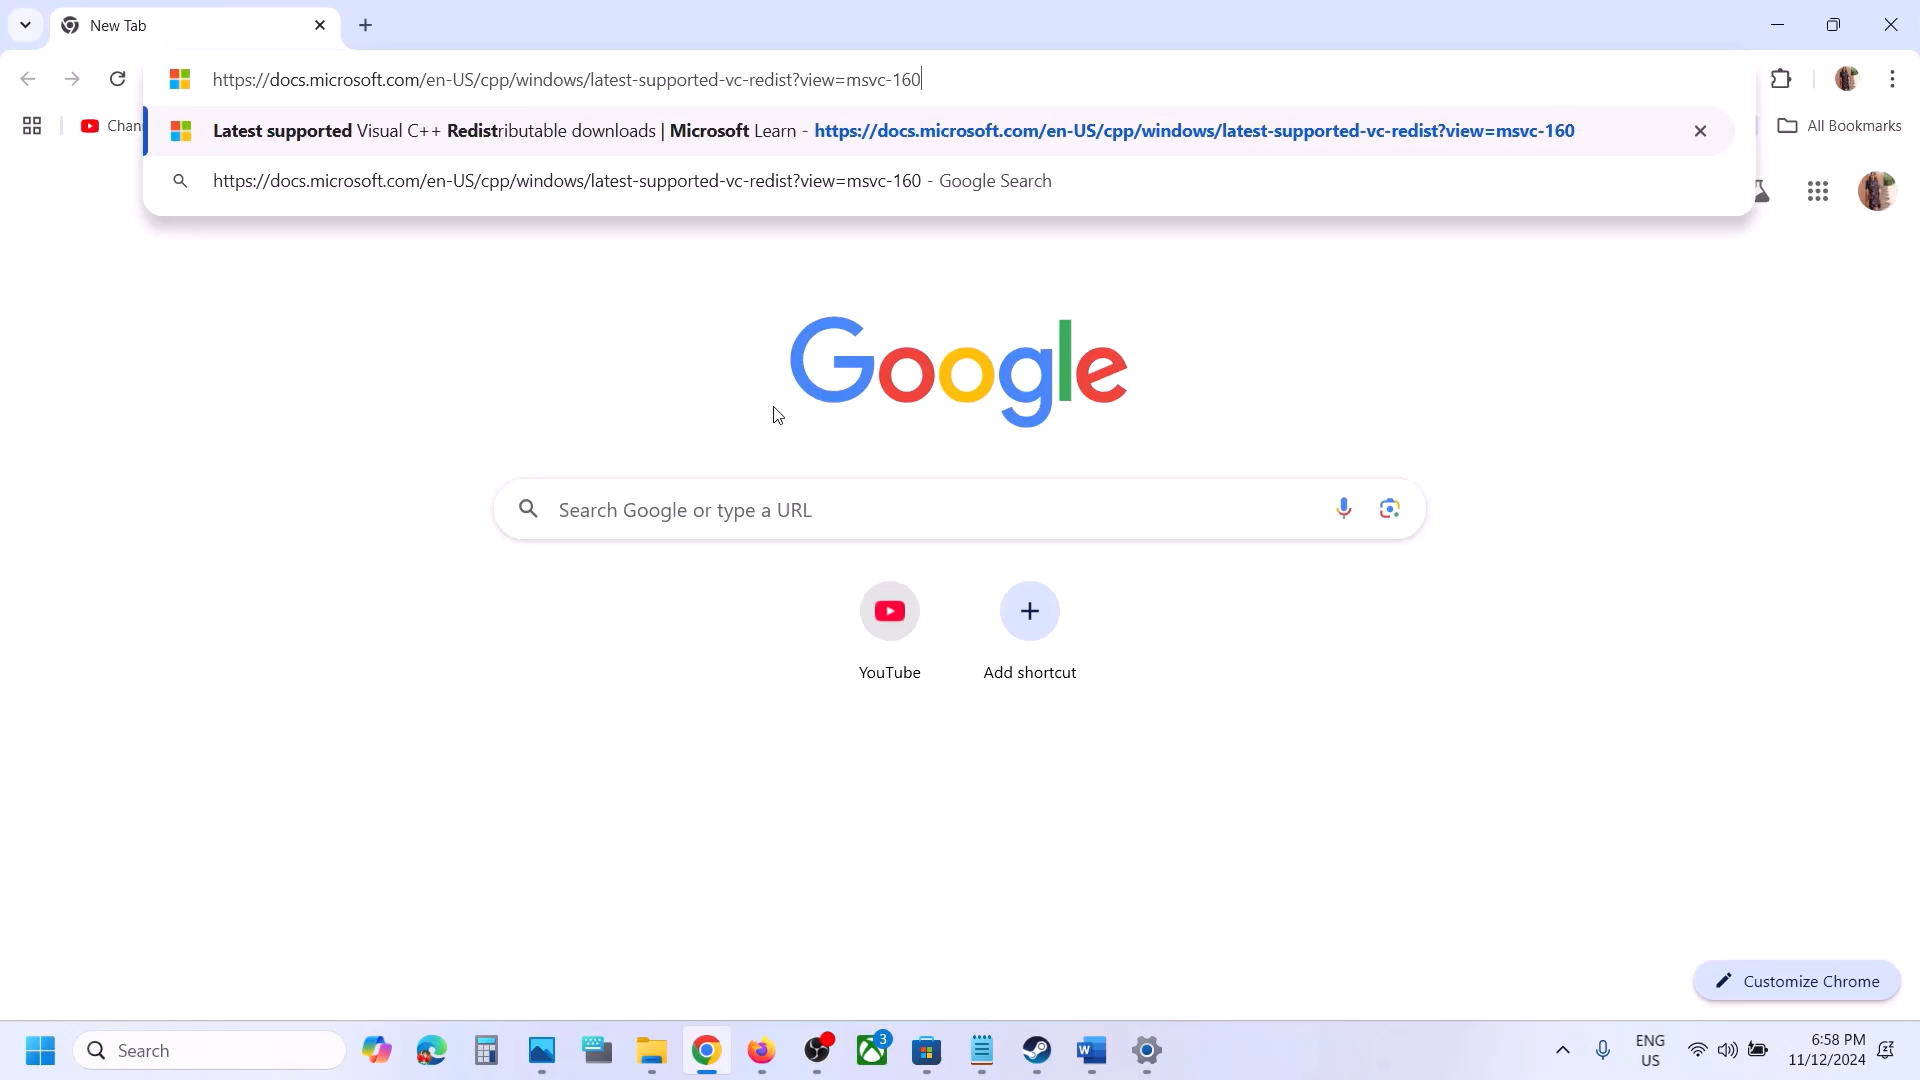 New Tab
https://docs.microsoft.com/en-US/cpp/windows/latest-supported-vc-redist?view=msvc-160
Chann
Latest supported Visual C++ Redistributable downloads | Microsoft Learn - https://docs.microsoft.com/en-US/cpp/windows/latest-supported-vc-redist?view=msvc-160
All Bookmarks
https://docs.microsoft.com/en-US/cpp/windows/latest-supported-vc-redist?view=msvc-160 - Google Search
Google
Search Google or type a URL
YouTube
Add shortcut
Customize Chrome
Search
3
ENG
US
6:58 PM
11/12/2024